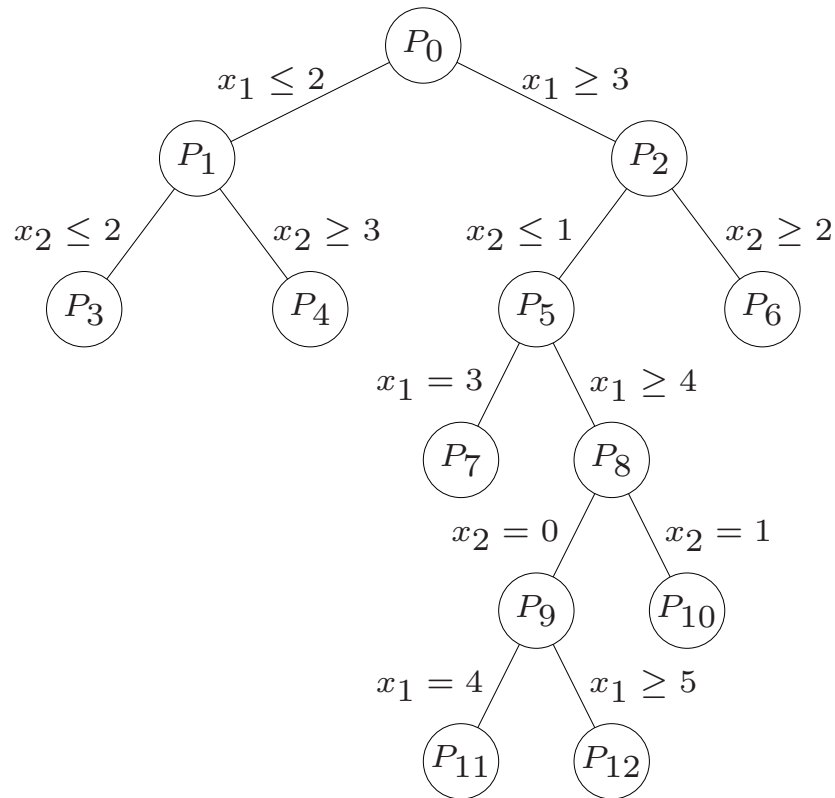 P₀
x₁ ≤ 2 x₁ ≥ 3
P₁ P₂
x₂ ≤ 2 x₂ ≥ 3 x₂ ≤ 1 x₂ ≥ 2
P₃ P₄ P₅ P₆
x₁ = 3 x₁ ≥ 4
P₇ P₈
x₂ = 0 x₂ = 1
P₉ P₁₀
x₁ = 4 x₁ ≥ 5
P₁₁ P₁₂